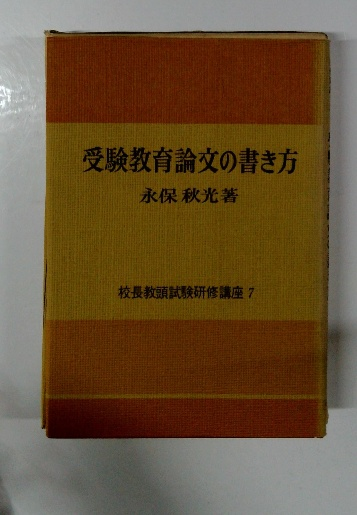 受験教育論文の書き方
永保秋光著
校長教頭試験研修講座 7